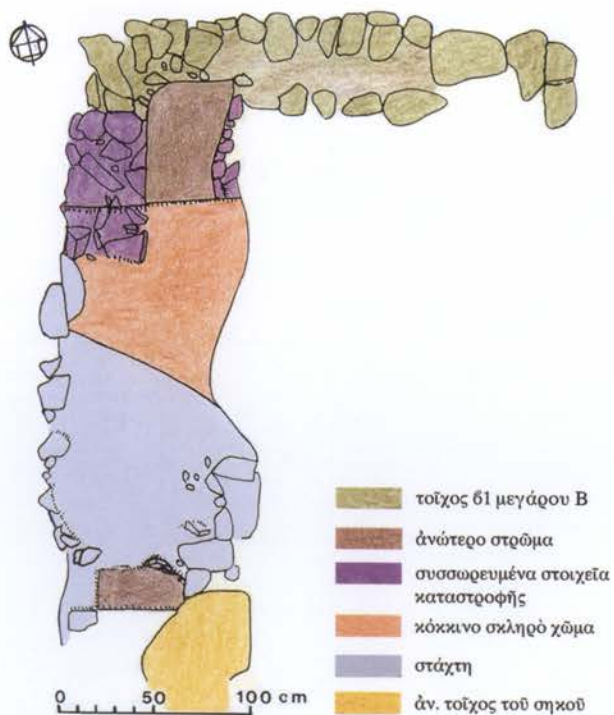 τοῖχος β1 μεγάρου Β
ἀνώτερο στρῶμα
συσσωρευμένα στοιχεῖα
καταστροφῆς
κόκκινο σκληρὸ χῶμα
στάχτη
ἀν. τοῖχος τοῦ σηκοῦ
0 50 100 cm